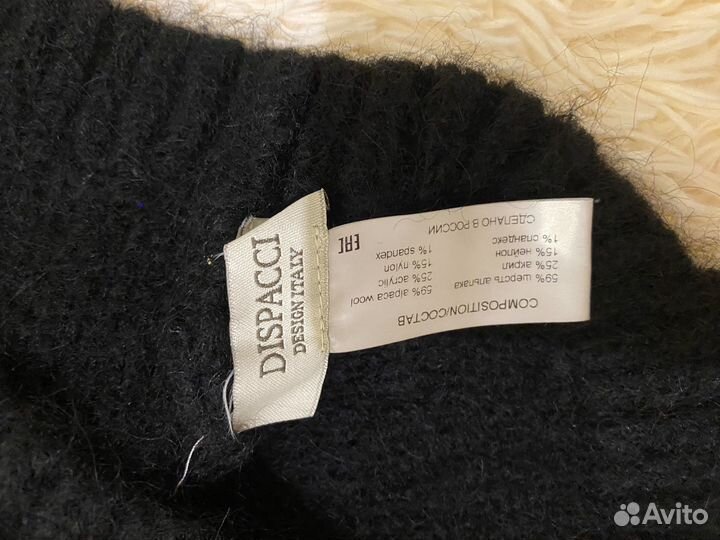 DISPACCI
DESIGN ITALY
COMPOSITION/СОСТАВ
59% alpaca wool
25% acrylic
15% nylon
1% spandex
59% шерсть альпака
25% акрил
15% нейлон
1% спандекс
СДЕЛАНО В РОССИИ
EAC
Avito